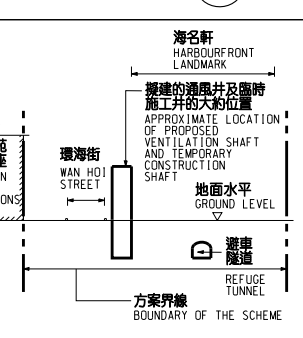 海名軒
HARBOURFRONT
LANDMARK
擬建的通風井及臨時
施工井的大約位置
APPROXIMATE LOCATION
OF PROPOSED
VENTILATION SHAFT
AND TEMPORARY
CONSTRUCTION
SHAFT
苑
座
N
ONS
環海街
WAN HOI
STREET
地面水平
GROUND LEVEL
避車
隧道
REFUGE
TUNNEL
方案界線
BOUNDARY OF THE SCHEME